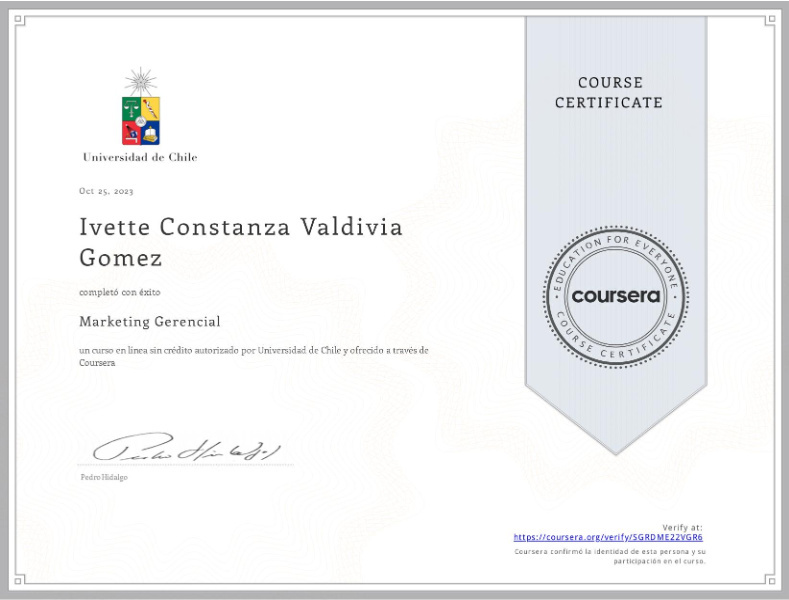 COURSE
CERTIFICATE
Universidad de Chile
Oct 25, 2023
Ivette Constanza Valdivia
Gomez
completó con éxito
Marketing Gerencial
un curso en línea sin crédito autorizado por Universidad de Chile y ofrecido a través de
Coursera
Pedro Hidalgo
Pedro Hidalgo
EDUCATION FOR EVERYONE
coursera
COURSE CERTIFICATE
Verify at:
https://coursera.org/verify/SGRDME22VGR6
Coursera confirmó la identidad de esta persona y su
participación en el curso.